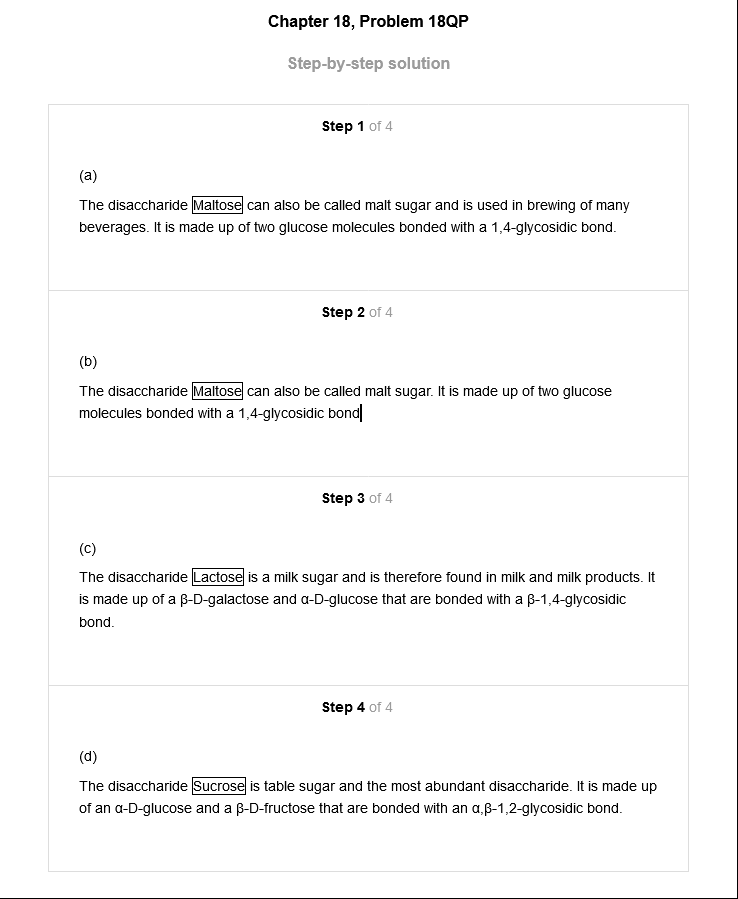 Chapter 18, Problem 18QP
Step-by-step solution
Step 1 of 4
(a)
The disaccharide Maltose can also be called malt sugar and is used in brewing of many
beverages. It is made up of two glucose molecules bonded with a 1,4-glycosidic bond.
Step 2 of 4
(b)
The disaccharide Maltose can also be called malt sugar. It is made up of two glucose
molecules bonded with a 1,4-glycosidic bond
Step 3 of 4
(c)
The disaccharide Lactose is a milk sugar and is therefore found in milk and milk products. It
is made up of a β-D-galactose and α-D-glucose that are bonded with a β-1,4-glycosidic
bond.
Step 4 of 4
(d)
The disaccharide Sucrose is table sugar and the most abundant disaccharide. It is made up
of an α-D-glucose and a β-D-fructose that are bonded with an α,β-1,2-glycosidic bond.